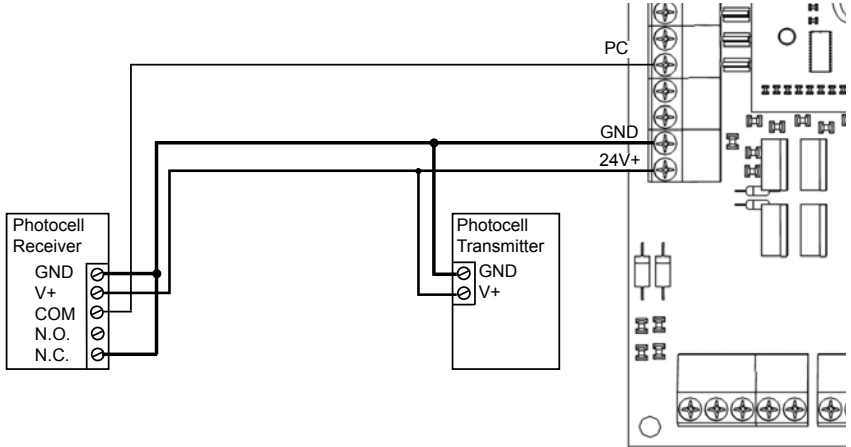 PC
GND
24V+
Photocell
Receiver
GND
V+
COM
N.O.
N.C.
Photocell
Transmitter
GND
V+